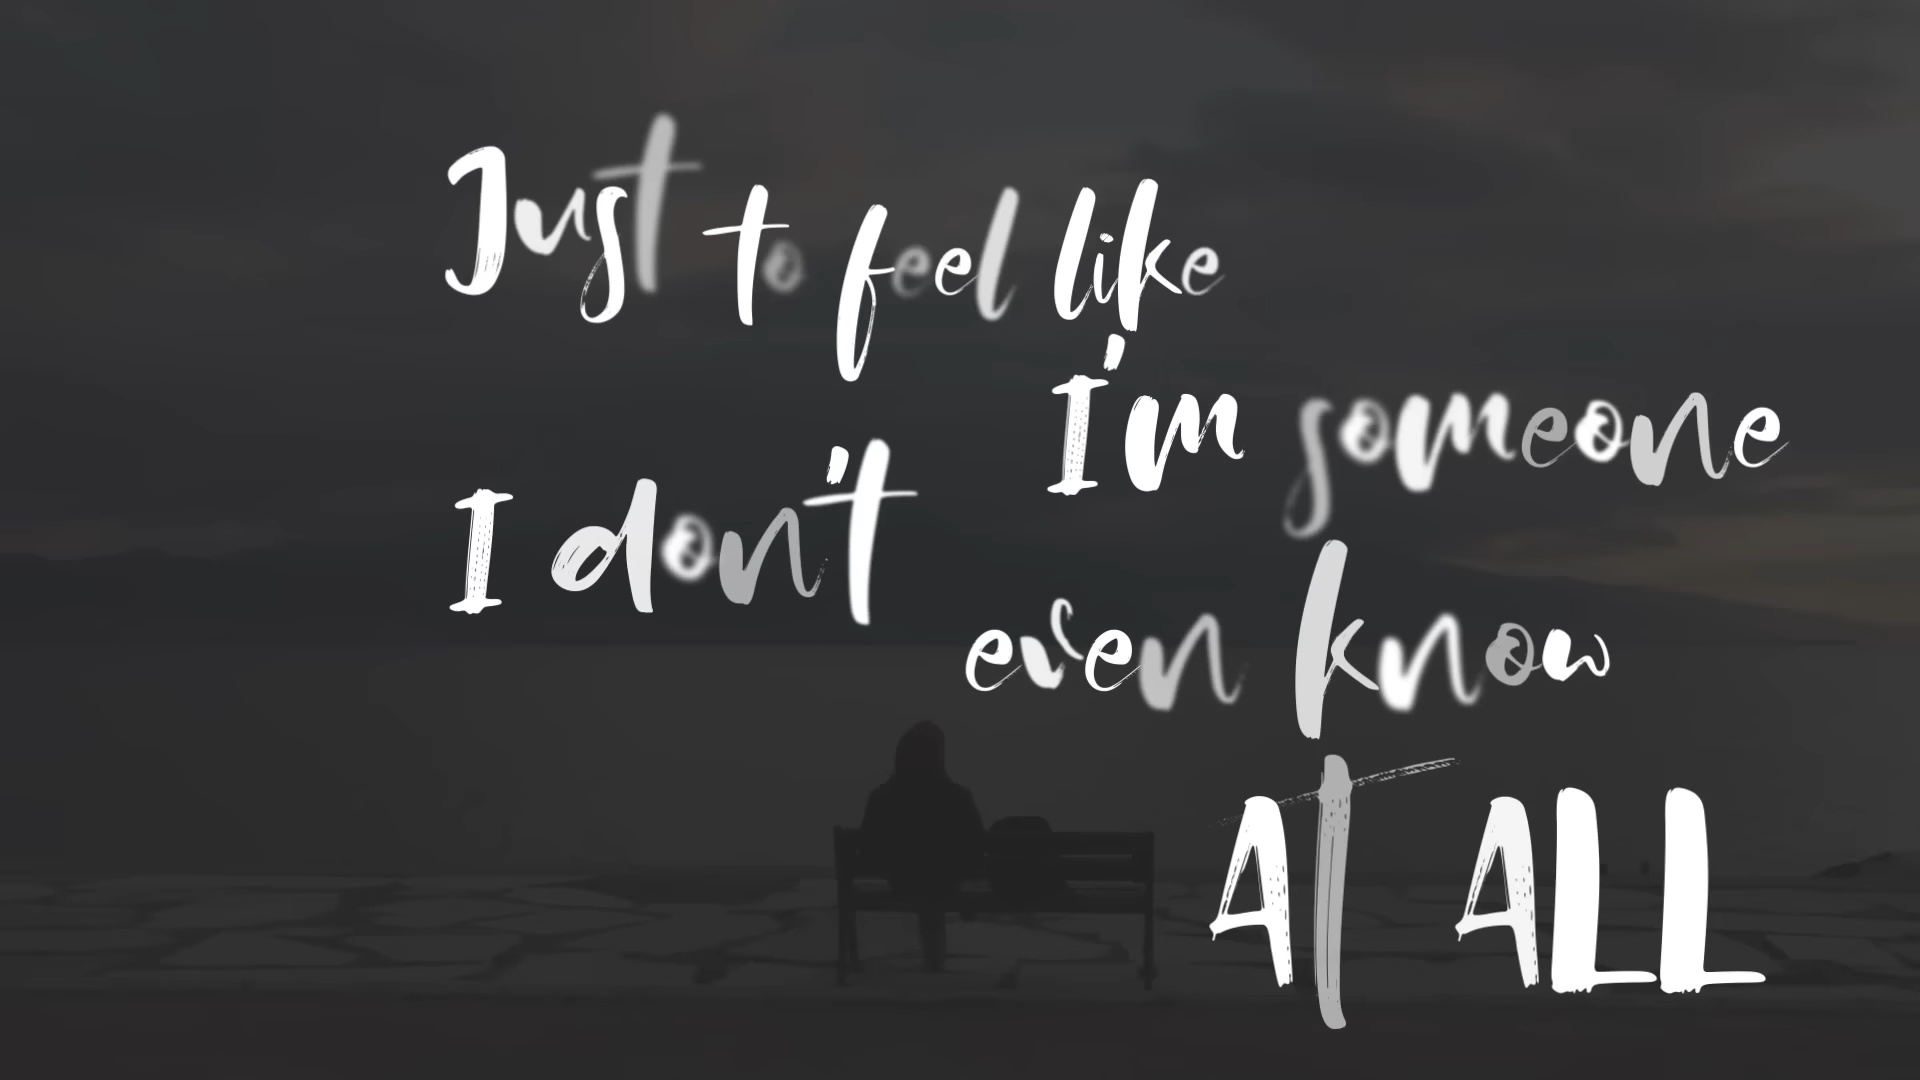 Just to feel like
I'm someone
I don't
even know
AT ALL